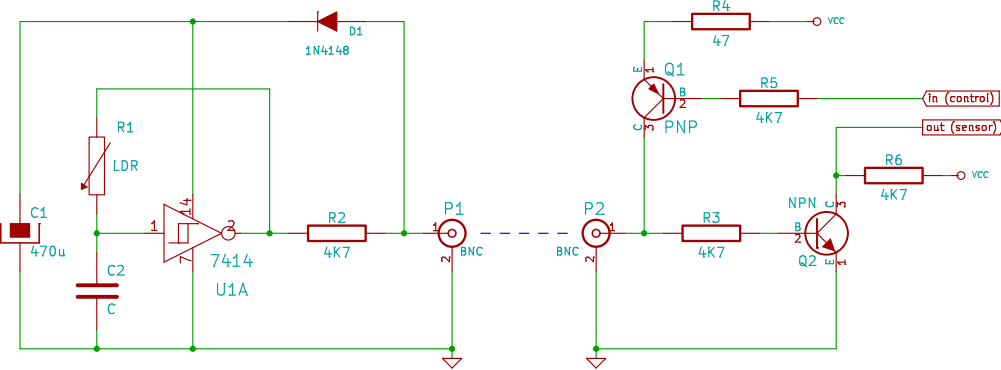 R4
VCC
47
D1
1N4148
E
1
Q1
B
2
R5
in (control)
C
3
PNP
4K7
out (sensor)
R1
LDR
R6
VCC
4K7
14
1
2
7
7414
U1A
C1
470u
C2
C
R2
4K7
P1
1
BNC
2
P2
1
BNC
2
R3
4K7
NPN
C
3
B
2
Q2
E
1